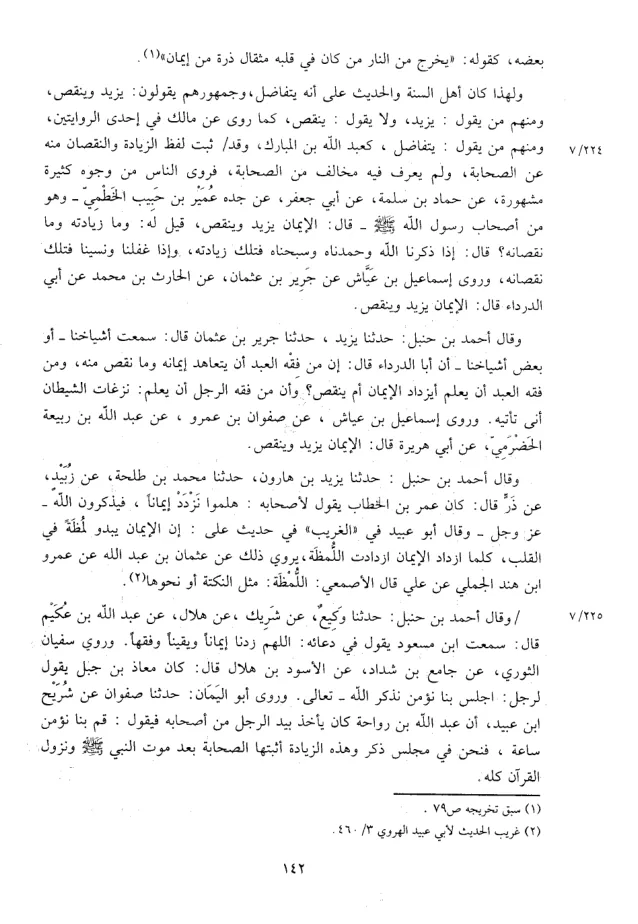 بعضه، كقوله: «يخرج من النار من كان في قلبه مثقال ذرة من إيمان»(١).
ولهذا كان أهل السنة والحديث على أنه يتفاضل، وجمهورهم يقولون: يزيد وينقص،
ومنهم من يقول: يزيد، ولا يقول: ينقص، كما روى عن مالك في إحدى الروايتين،
٧/٢٢٤ ومنهم من يقول: يتفاضل، كعبد الله بن المبارك، وقد/ ثبت لفظ الزيادة والنقصان منه
عن الصحابة، ولم يعرف فيه مخالف من الصحابة، فروى الناس من وجوه كثيرة
مشهورة، عن حماد بن سلمة، عن أبي جعفر، عن جده عُمَيْر بن حَبِيب الخَطْمِيّ ـ وهو
من أصحاب رسول الله ﷺ ـ قال: الإيمان يزيد وينقص، قيل له: وما زيادته وما
نقصانه؟ قال: إذا ذكرنا الله وحمدناه وسبحناه فتلك زيادته، وإذا غفلنا ونسينا فتلك
نقصانه، وروى إسماعيل بن عَيَّاش عن جَرِير بن عثمان، عن الحارث بن محمد عن أبي
الدرداء قال: الإيمان يزيد وينقص.
وقال أحمد بن حنبل: حدثنا يزيد، حدثنا جرير بن عثمان قال: سمعت أشياخنا ـ أو
بعض أشياخنا ـ أن أبا الدرداء قال: إن من فِقْه العبد أن يتعاهد إيمانه وما نقص منه، ومن
فقه العبد أن يعلم أيزداد الإيمان أم ينقص؟ وأن من فقه الرجل أن يعلم: نزغات الشيطان
أنى تأتيه. وروى إسماعيل بن عياش، عن صفوان بن عمرو، عن عبد الله بن ربيعة
الحَضْرَمِيّ، عن أبي هريرة قال: الإيمان يزيد وينقص.
وقال أحمد بن حنبل: حدثنا يزيد بن هارون، حدثنا محمد بن طلحة، عن زُبَيْدٍ،
عن ذَرٍّ قال: كان عمر بن الخطاب يقول لأصحابه: هلموا نَزْدَدْ إيماناً، فيذكرون الله ـ
عز وجل ـ وقال أبو عبيد في «الغريب» في حديث على: إن الإيمان يبدو لُمْظَةً في
القلب، كلما ازداد الإيمان ازدادت اللُّمظَة، يروي ذلك عن عثمان بن عبد الله عن عمرو
ابن هند الجملي عن علي قال الأصمعي: اللُّمْظَة: مثل النكتة أو نحوها(٢).
٧/٢٢٥ / وقال أحمد بن حنبل: حدثنا وَكِيعٌ، عن شَرِيك، عن هلال، عن عبد الله بن عُكَيْم
قال: سمعت ابن مسعود يقول في دعائه: اللهم زدنا إيماناً ويقيناً وفقهاً. وروي سفيان
الثوري، عن جامع بن شداد، عن الأسود بن هلال قال: كان معاذ بن جبل يقول
لرجل: اجلس بنا نؤمن نذكر الله ـ تعالى. وروى أبو اليَمَان: حدثنا صفوان عن شُرَيْح
ابن عبيد، أن عبد الله بن رواحة كان يأخذ بيد الرجل من أصحابه فيقول: قم بنا نؤمن
ساعة، فنحن في مجلس ذكر وهذه الزيادة أثبتها الصحابة بعد موت النبي ﷺ ونزول
القرآن كله.
(١) سبق تخريجه ص٧٩.
(٢) غريب الحديث لأبي عبيد الهروي ٣/ ٤٦٠.
١٤٢